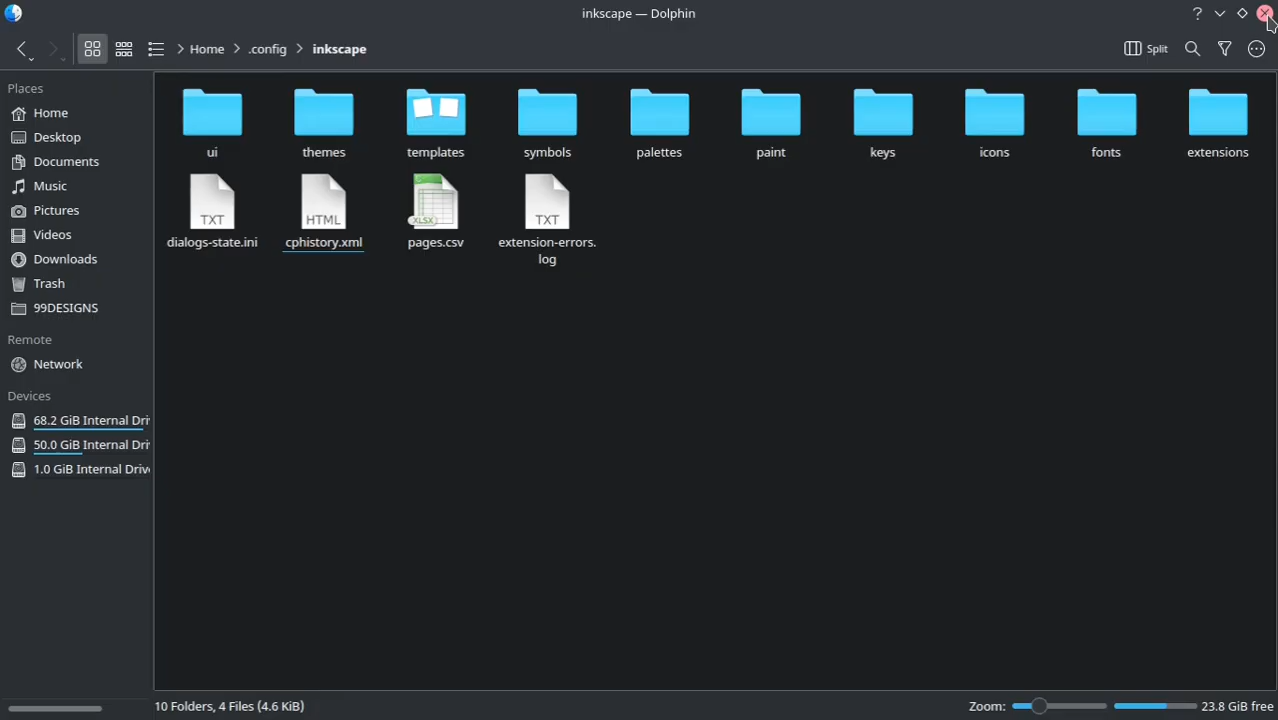 inkscape — Dolphin
?
Home
.config
inkscape
Split
Places
Home
Desktop
Documents
Music
Pictures
Videos
Downloads
Trash
99DESIGNS
Remote
Network
Devices
68.2 GiB Internal Driv
50.0 GiB Internal Driv
1.0 GiB Internal Drive
ui
themes
templates
symbols
palettes
paint
keys
icons
fonts
extensions
TXT
HTML
XLSX
TXT
dialogs-state.ini
cphistory.xml
pages.csv
extension-errors.
log
10 Folders, 4 Files (4.6 KiB)
Zoom:
23.8 GiB free